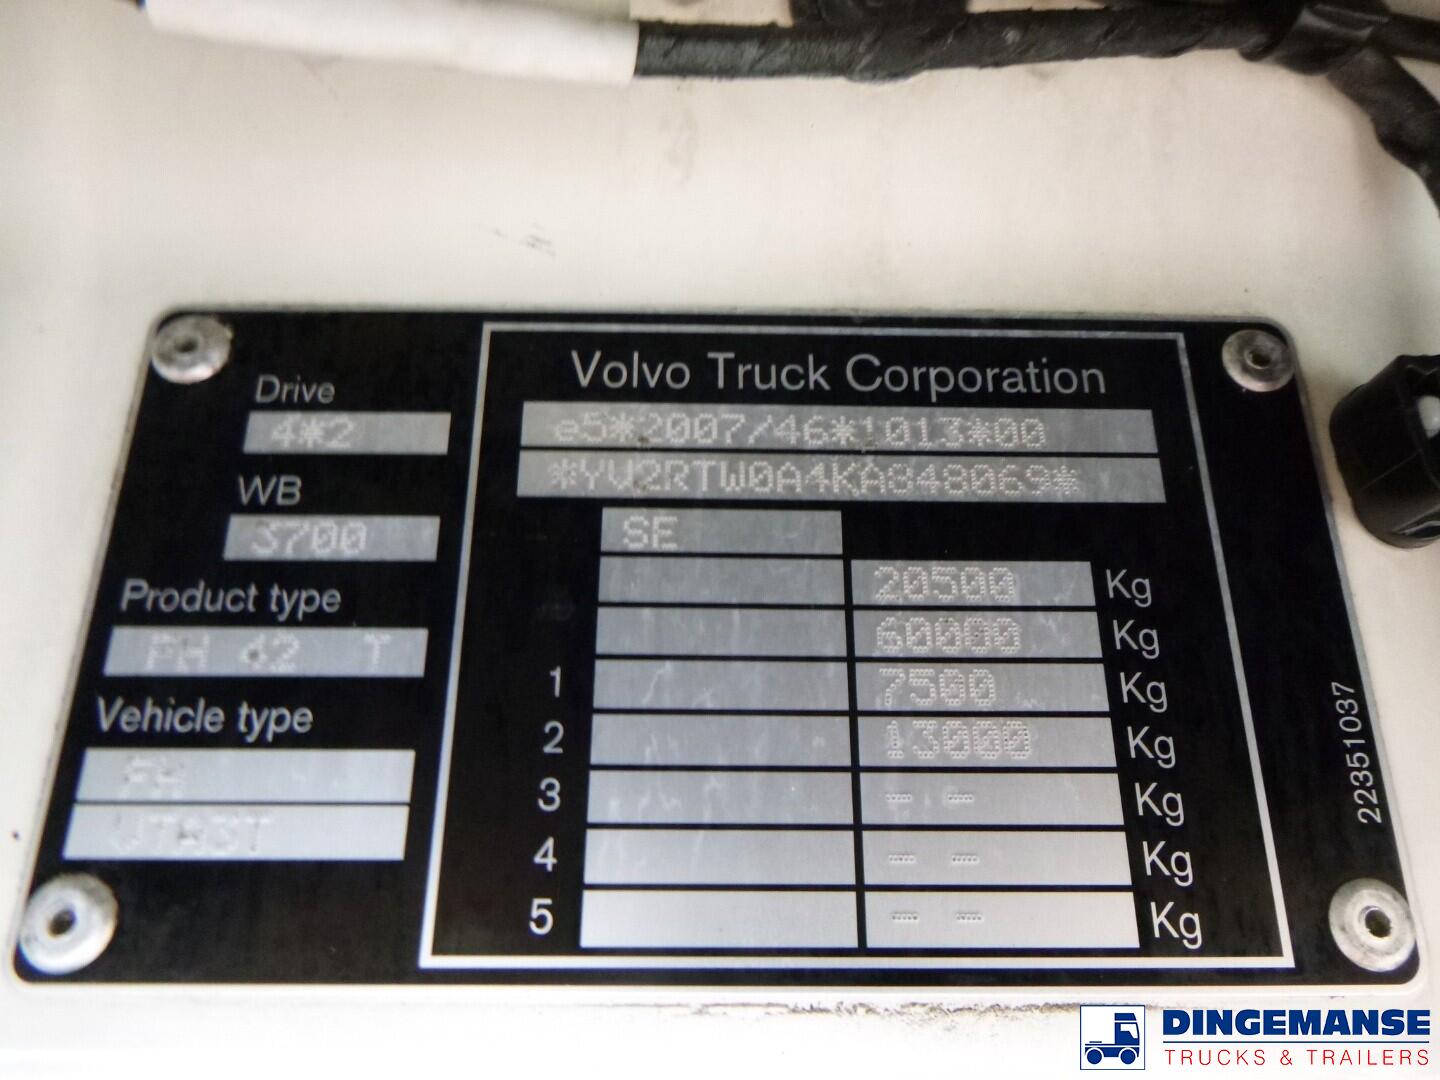 Volvo Truck Corporation
e5*2007/46*1013*00
*YV2RTW0A4KA848069*
Drive
4*2
WB
3700
Product type
FH 42 T
Vehicle type
FH
VTA3T
SE
20500 Kg
60000 Kg
1 7500 Kg
2 13000 Kg
3 -- -- Kg
4 -- -- Kg
5 -- -- Kg
22351037
DINGEMANSE
TRUCKS & TRAILERS